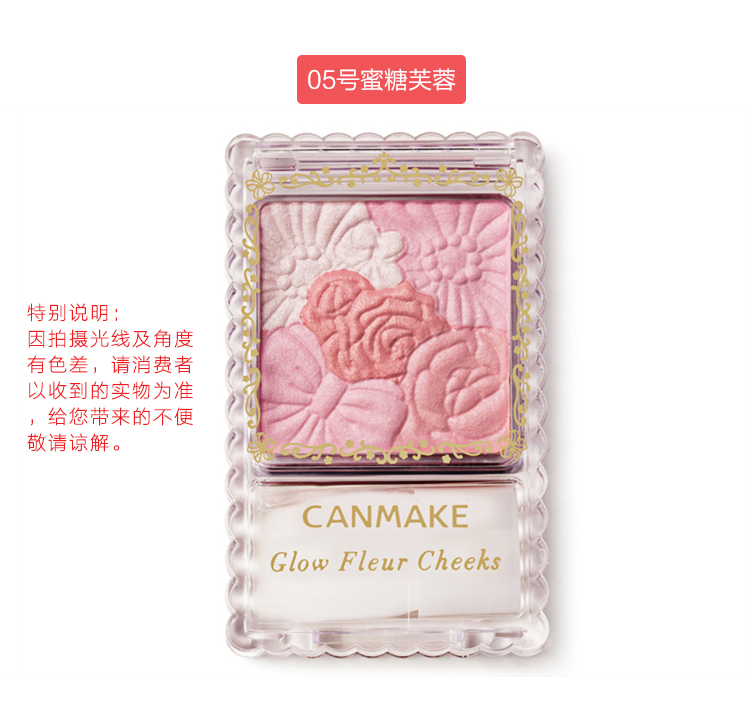 05号蜜糖芙蓉
特别说明；
因拍摄光线及角度
有色差，请消费者
以收到的实物为准
，给您带来的不便
敬请谅解。
CANMAKE
Glow Fleur Cheeks